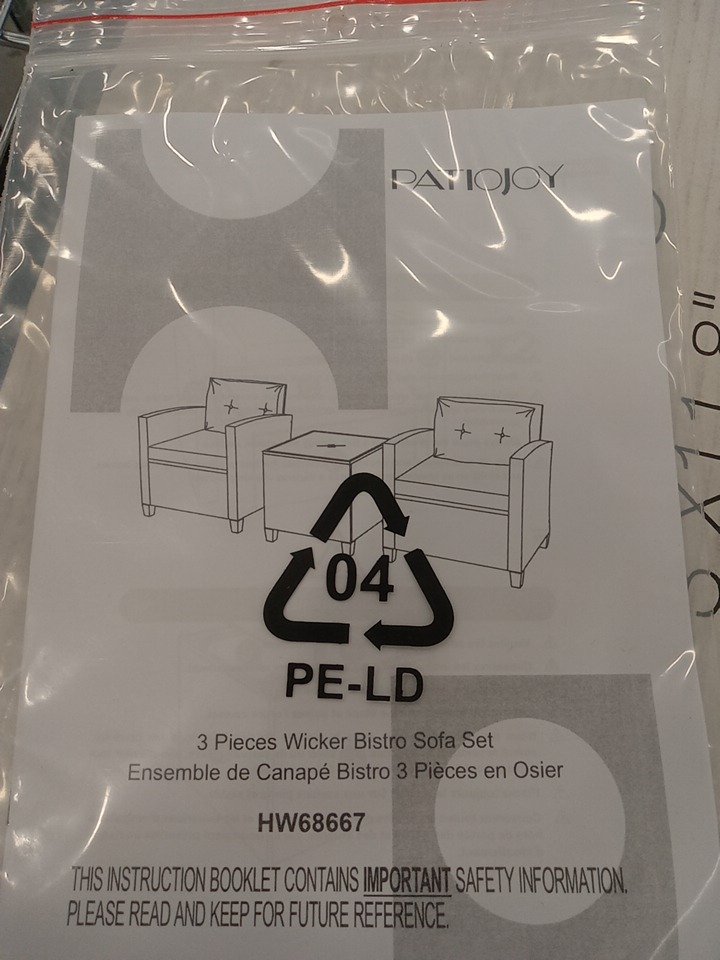 PATIOJOY
04
PE-LD
3 Pieces Wicker Bistro Sofa Set
Ensemble de Canapé Bistro 3 Pièces en Osier
HW68667
THIS INSTRUCTION BOOKLET CONTAINS IMPORTANT SAFETY INFORMATION.
PLEASE READ AND KEEP FOR FUTURE REFERENCE.